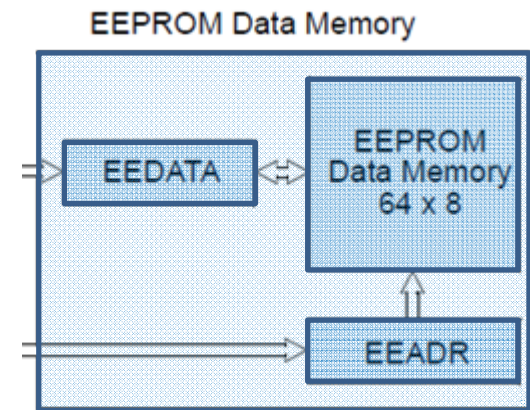 EEPROM Data Memory
EEDATA
EEPROM
Data Memory
64 x 8
EEADR